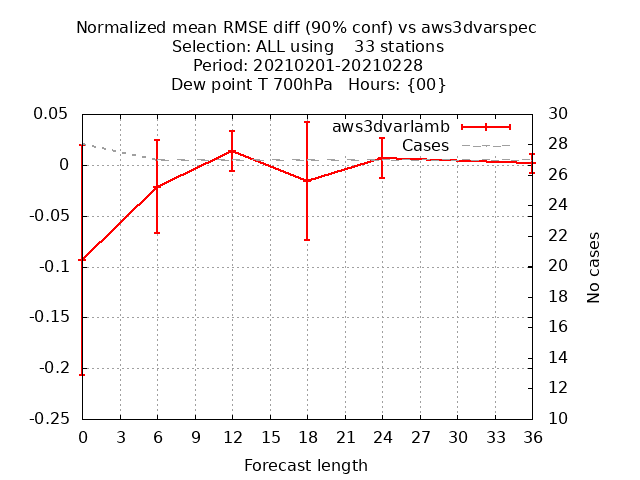 Normalized mean RMSE diff (90% conf) vs aws3dvarspec
Selection: ALL using    33 stations
Period: 20210201-20210228
Dew point T 700hPa   Hours: {00}
aws3dvarlamb
Cases
0.05
0
-0.05
-0.1
-0.15
-0.2
-0.25
30
28
26
24
22
20
18
16
14
12
10
No cases
0 3 6 9 12 15 18 21 24 27 30 33 36
Forecast length